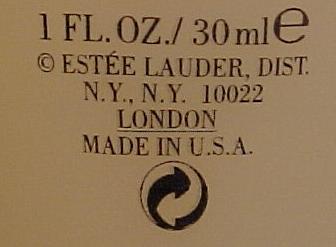 1 FL.OZ./ 30 ml ℮
© ESTÉE LAUDER, DIST.
N.Y., N.Y. 10022
LONDON
MADE IN U.S.A.